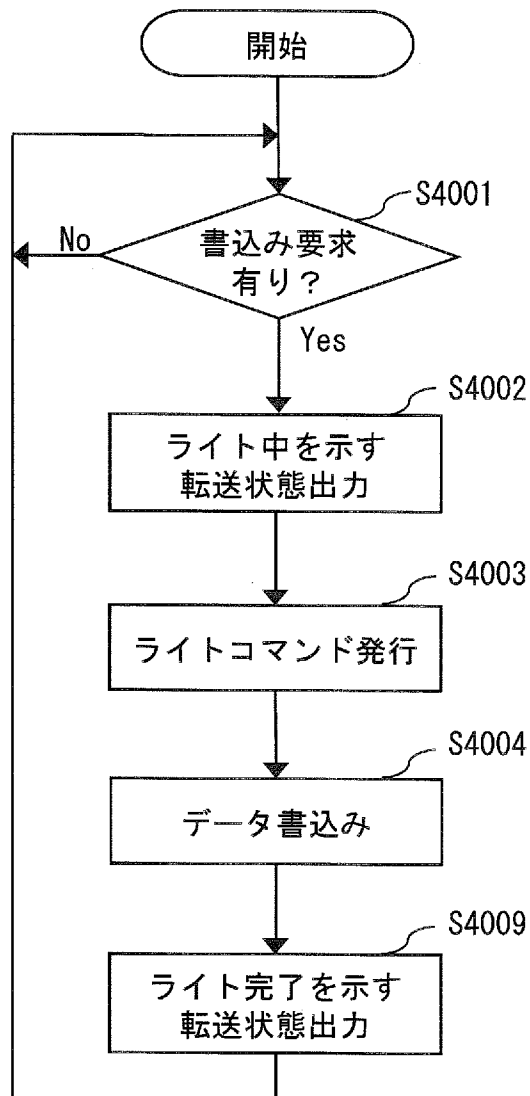 開始
S4001
書込み要求
有り？
No
Yes
S4002
ライト中を示す
転送状態出力
S4003
ライトコマンド発行
S4004
データ書込み
S4009
ライト完了を示す
転送状態出力